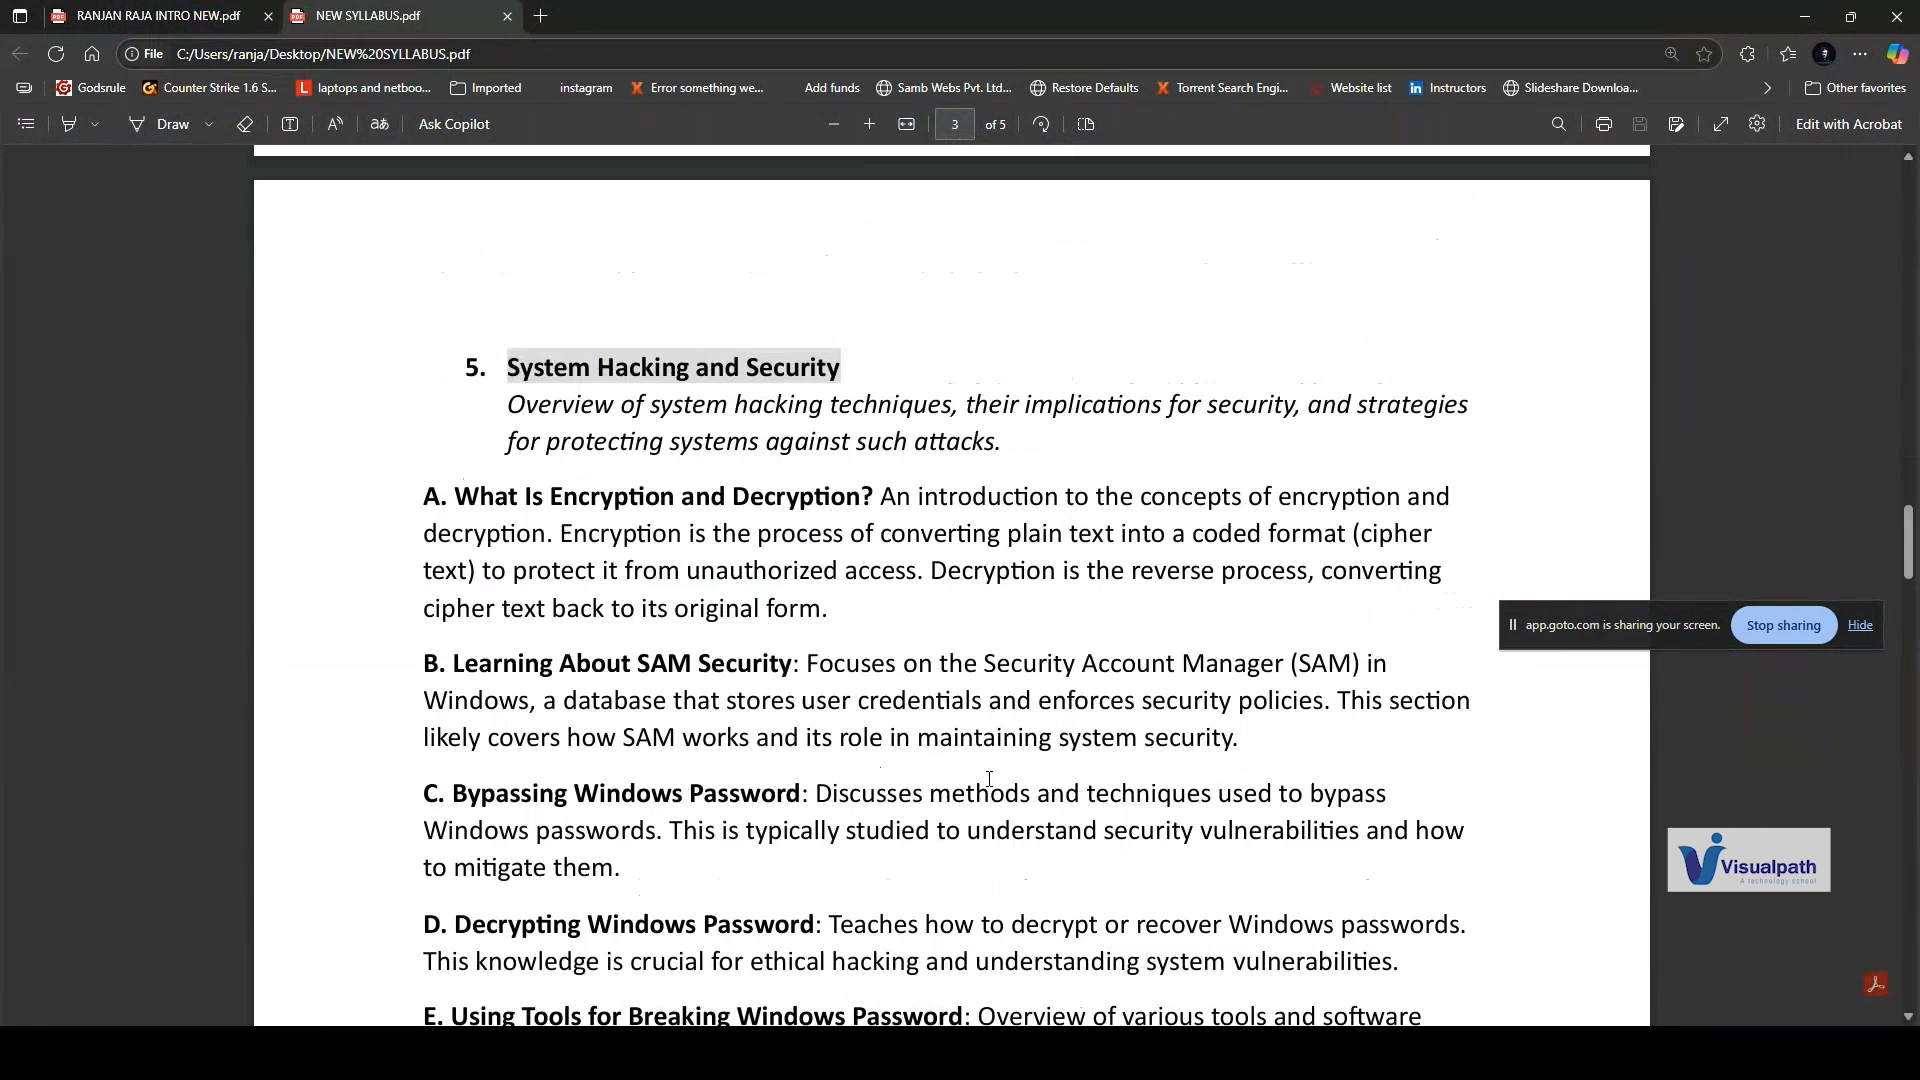 RANJAN RAJA INTRO NEW.pdf
NEW SYLLABUS.pdf
File
C:/Users/ranja/Desktop/NEW%20SYLLABUS.pdf
Godsrule
Counter Strike 1.6 S...
laptops and netboo...
Imported
instagram
Error something we...
Add funds
Samb Webs Pvt. Ltd...
Restore Defaults
Torrent Search Engi...
Website list
Instructors
Slideshare Downloa...
Other favorites
Draw
Ask Copilot
3 of 5
Edit with Acrobat
5. System Hacking and Security
Overview of system hacking techniques, their implications for security, and strategies
for protecting systems against such attacks.
A. What Is Encryption and Decryption? An introduction to the concepts of encryption and
decryption. Encryption is the process of converting plain text into a coded format (cipher
text) to protect it from unauthorized access. Decryption is the reverse process, converting
cipher text back to its original form.
app.goto.com is sharing your screen.
Stop sharing
Hide
B. Learning About SAM Security: Focuses on the Security Account Manager (SAM) in
Windows, a database that stores user credentials and enforces security policies. This section
likely covers how SAM works and its role in maintaining system security.
C. Bypassing Windows Password: Discusses methods and techniques used to bypass
Windows passwords. This is typically studied to understand security vulnerabilities and how
to mitigate them.
Visualpath
A technology school
D. Decrypting Windows Password: Teaches how to decrypt or recover Windows passwords.
This knowledge is crucial for ethical hacking and understanding system vulnerabilities.
E. Using Tools for Breaking Windows Password: Overview of various tools and software